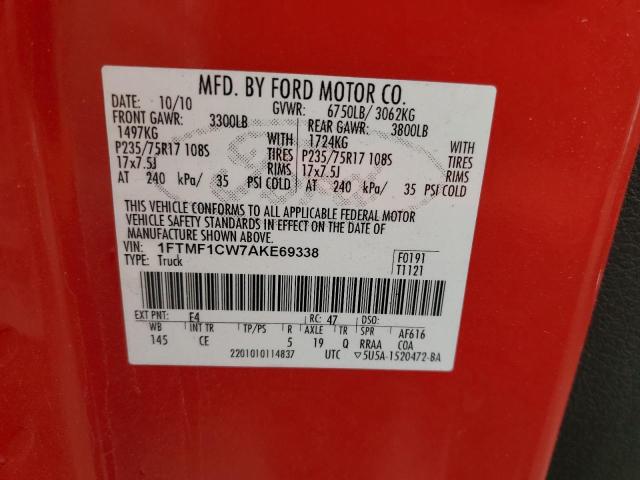 MFD. BY FORD MOTOR CO.
DATE: 10/10 GVWR: 6750LB/ 3062KG
FRONT GAWR: 3300LB REAR GAWR: 3800LB
1497KG WITH 1724KG WITH
P235/75R17 108S TIRES P235/75R17 108S TIRES
17x7.5J RIMS 17x7.5J RIMS
AT 240 kPa/ 35 PSI COLD AT 240 kPa/ 35 PSI COLD
THIS VEHICLE CONFORMS TO ALL APPLICABLE FEDERAL MOTOR
VEHICLE SAFETY STANDARDS IN EFFECT ON THE DATE OF
MANUFACTURE SHOWN ABOVE.
VIN: 1FTMF1CW7AKE69338 F0191
TYPE: Truck T1121
EXT PNT: F4 RC: 47 DSO:
WB INT TR TP/PS R AXLE TR SPR AF616
145 CE 5 19 Q RRAA COA
2201010114837 UTC ▽5U5A-1520472-BA